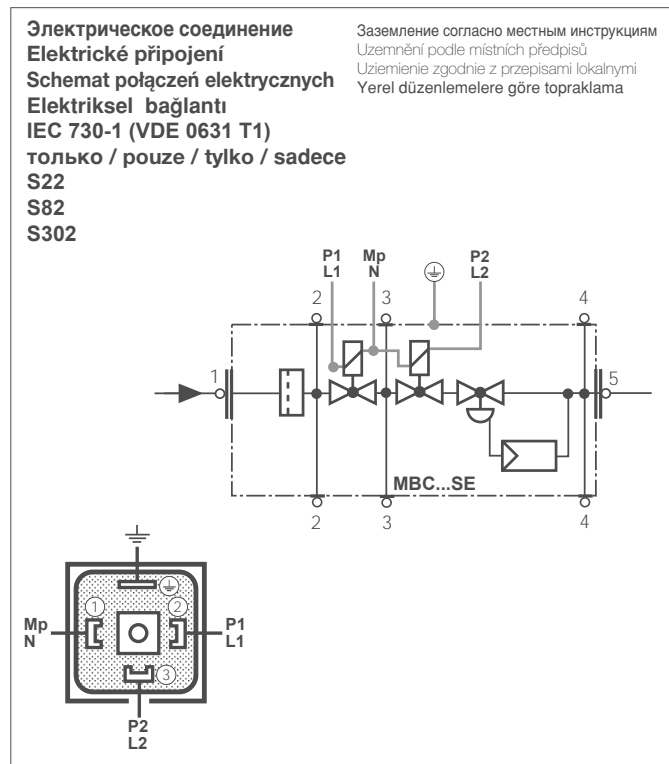 Электрическое соединение
Elektrické připojení
Schemat połączeń elektrycznych
Elektriksel bağlantı
IEC 730-1 (VDE 0631 T1)
только / pouze / tylko / sadece
S22
S82
S302
Заземление согласно местным инструкциям
Uzemnění podle místních předpisů
Uziemienie zgodnie z przepisami lokalnymi
Yerel düzenlemelere göre topraklama
P1 Mp P2
L1 N L2
2 3 4
1 5
MBC...SE
2 3 4
1 2
Mp P1
N L1
3
P2
L2